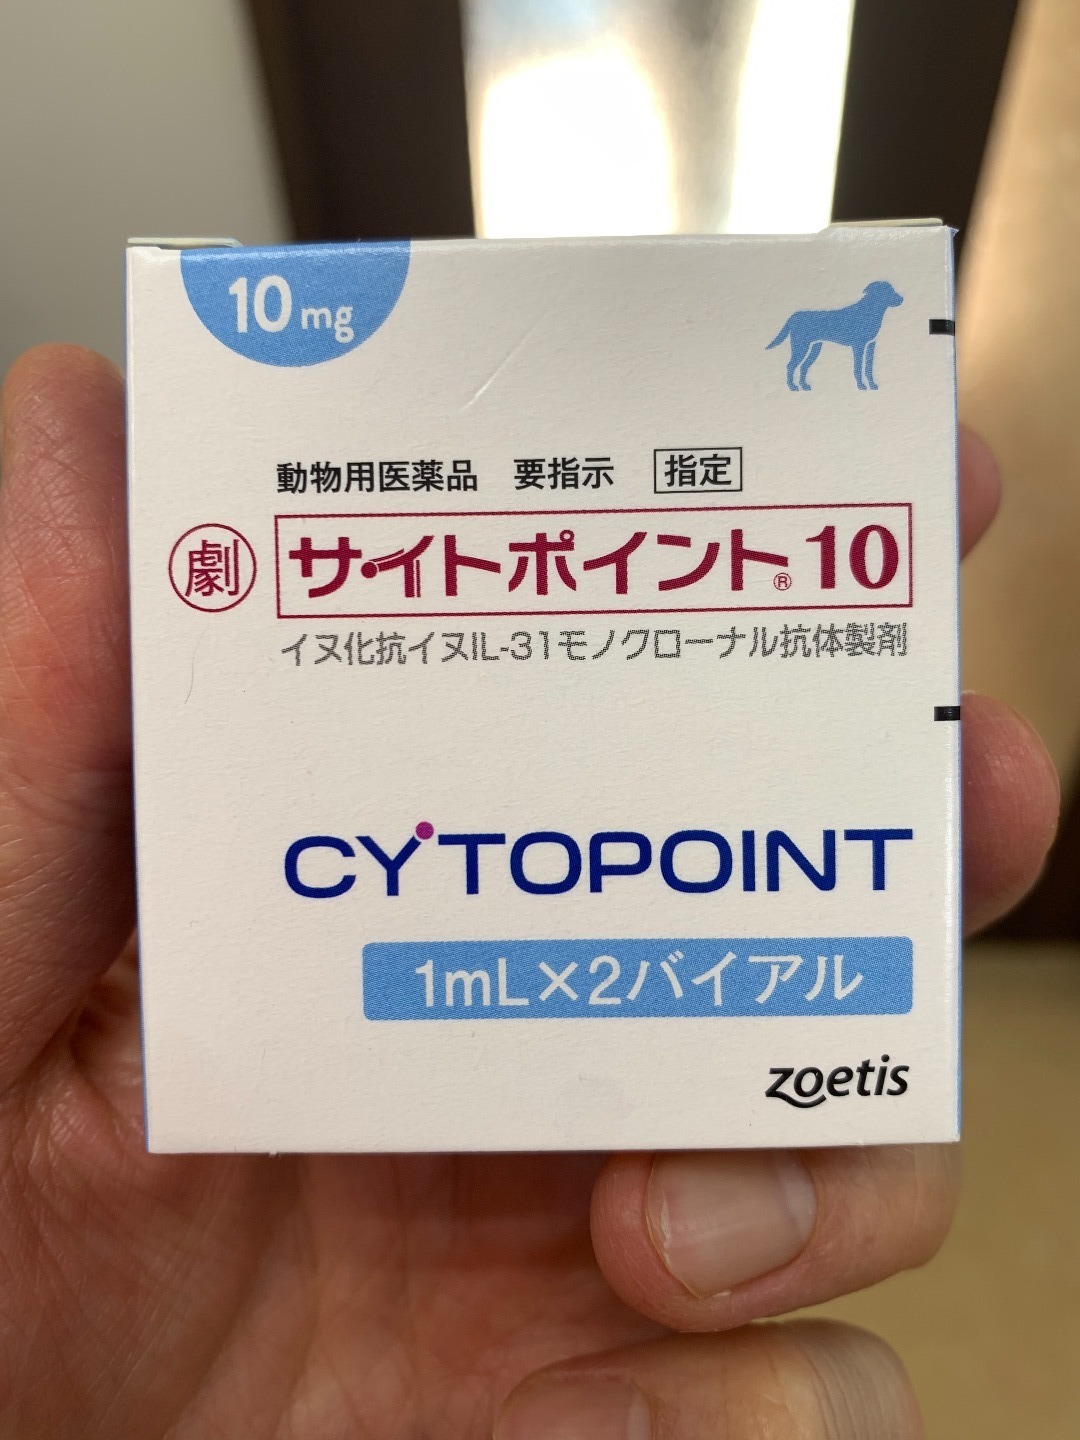 10mg
動物用医薬品 要指示 指定
劇 サイトポイント®10
イヌ化抗イヌIL-31モノクローナル抗体製剤
CYTOPOINT
1mL×2バイアル
zoetis